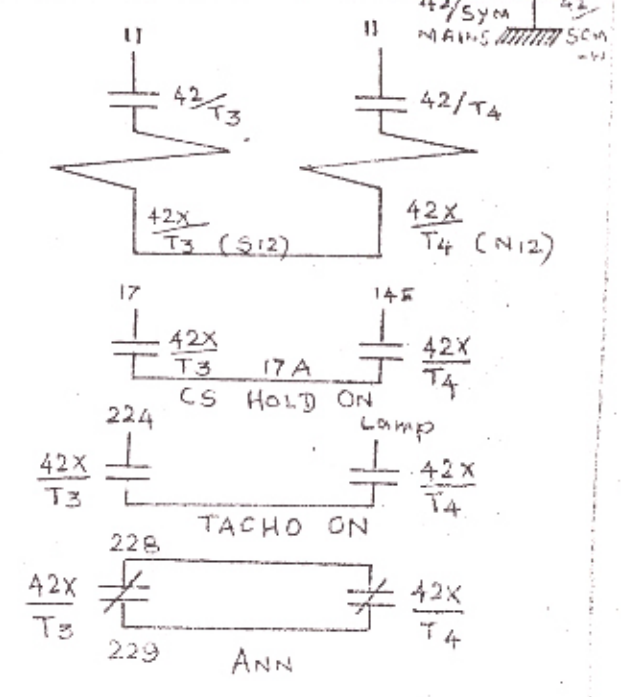 42/SYM 42
MAINS SCM
11 11
42/T3 42/T4
42X/T3 (S12) 42X/T4 (N12)
17 14E
42X/T3 17A 42X/T4
CS HOLD ON
224 Lamp
42X/T3 42X/T4
TACHO ON
228
42X/T3 42X/T4
229 ANN